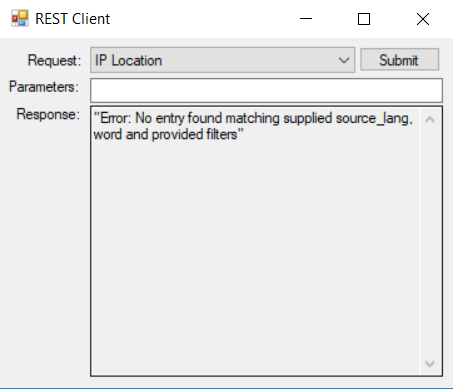 REST Client
Request: IP Location Submit
Parameters:
Response: "Error: No entry found matching supplied source_lang,
word and provided filters"